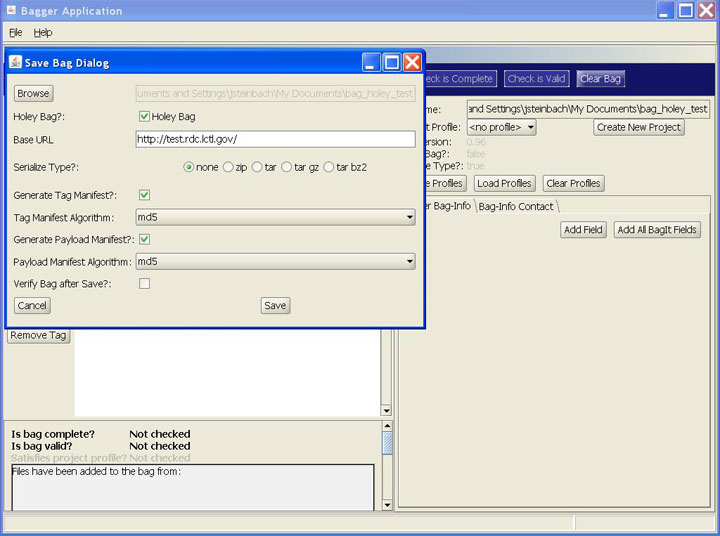 Bagger Application
File Help
Save Bag Dialog
Browse
uments and Settings\jsteinbach\My Documents\bag_holey_test
Holey Bag?:
Holey Bag
Base URL
http://test.rdc.lctl.gov/
Serialize Type?:
none zip tar tar gz tar bz2
Generate Tag Manifest?:
Tag Manifest Algorithm:
md5
Generate Payload Manifest?:
Payload Manifest Algorithm:
md5
Verify Bag after Save?:
Cancel
Save
eck is Complete
Check is Valid
Clear Bag
me:
and Settings\jsteinbach\My Documents\bag_holey_test
t Profile:
<no profile>
Create New Project
ersion: 0.96
Bag?: false
e Type?: true
e Profiles
Load Profiles
Clear Profiles
er Bag-Info
Bag-Info Contact
Add Field
Add All BagIt Fields
Remove Tag
Is bag complete? Not checked
Is bag valid? Not checked
Satisfies project profile? Not checked
Files have been added to the bag from: